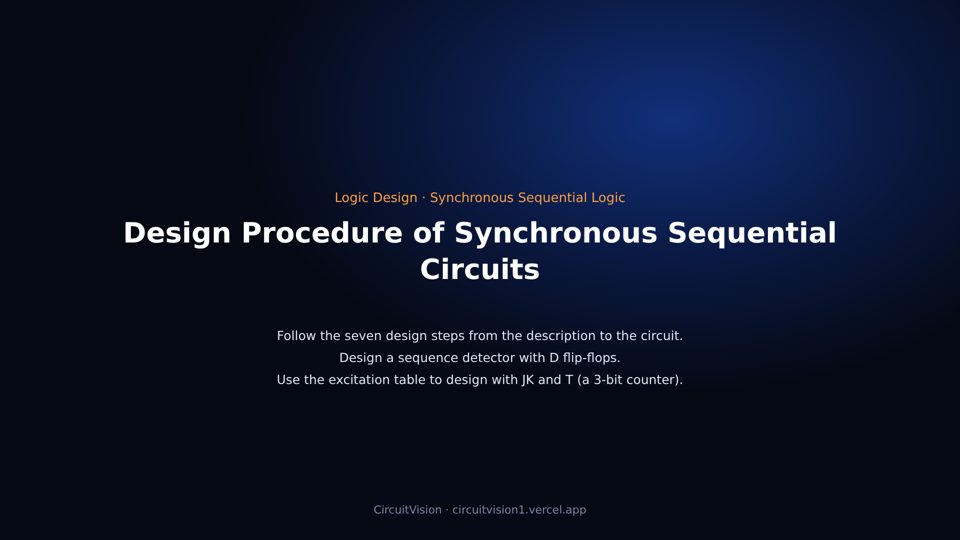 Logic Design · Synchronous Sequential Logic
Design Procedure of Synchronous Sequential
Circuits
Follow the seven design steps from the description to the circuit.
Design a sequence detector with D flip-flops.
Use the excitation table to design with JK and T (a 3-bit counter).
CircuitVision · circuitvision1.vercel.app